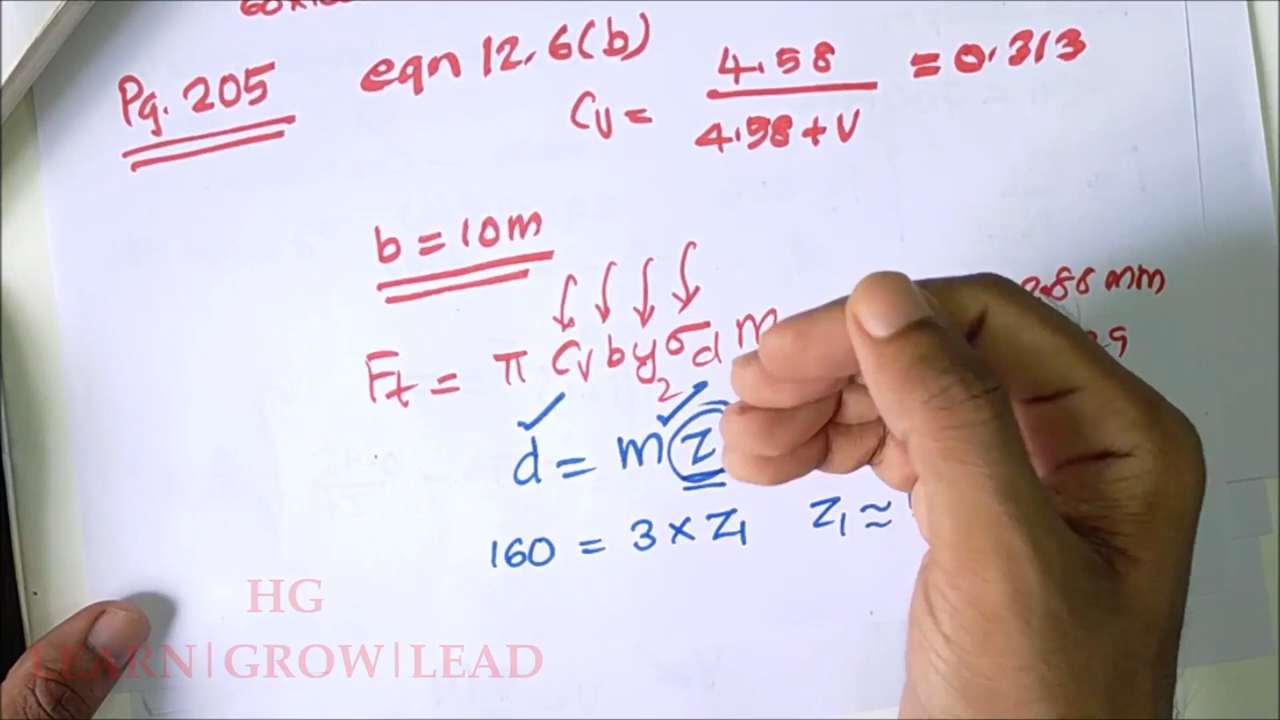 Pg. 205 eqn 12.6(b) Cv = 4.58 / 4.58 + V = 0.313
b = 10m
Ft = π Cv b y2 σd m
d = m z
160 = 3 × Z1 Z1 ≈
HG
LEARN|GROW|LEAD